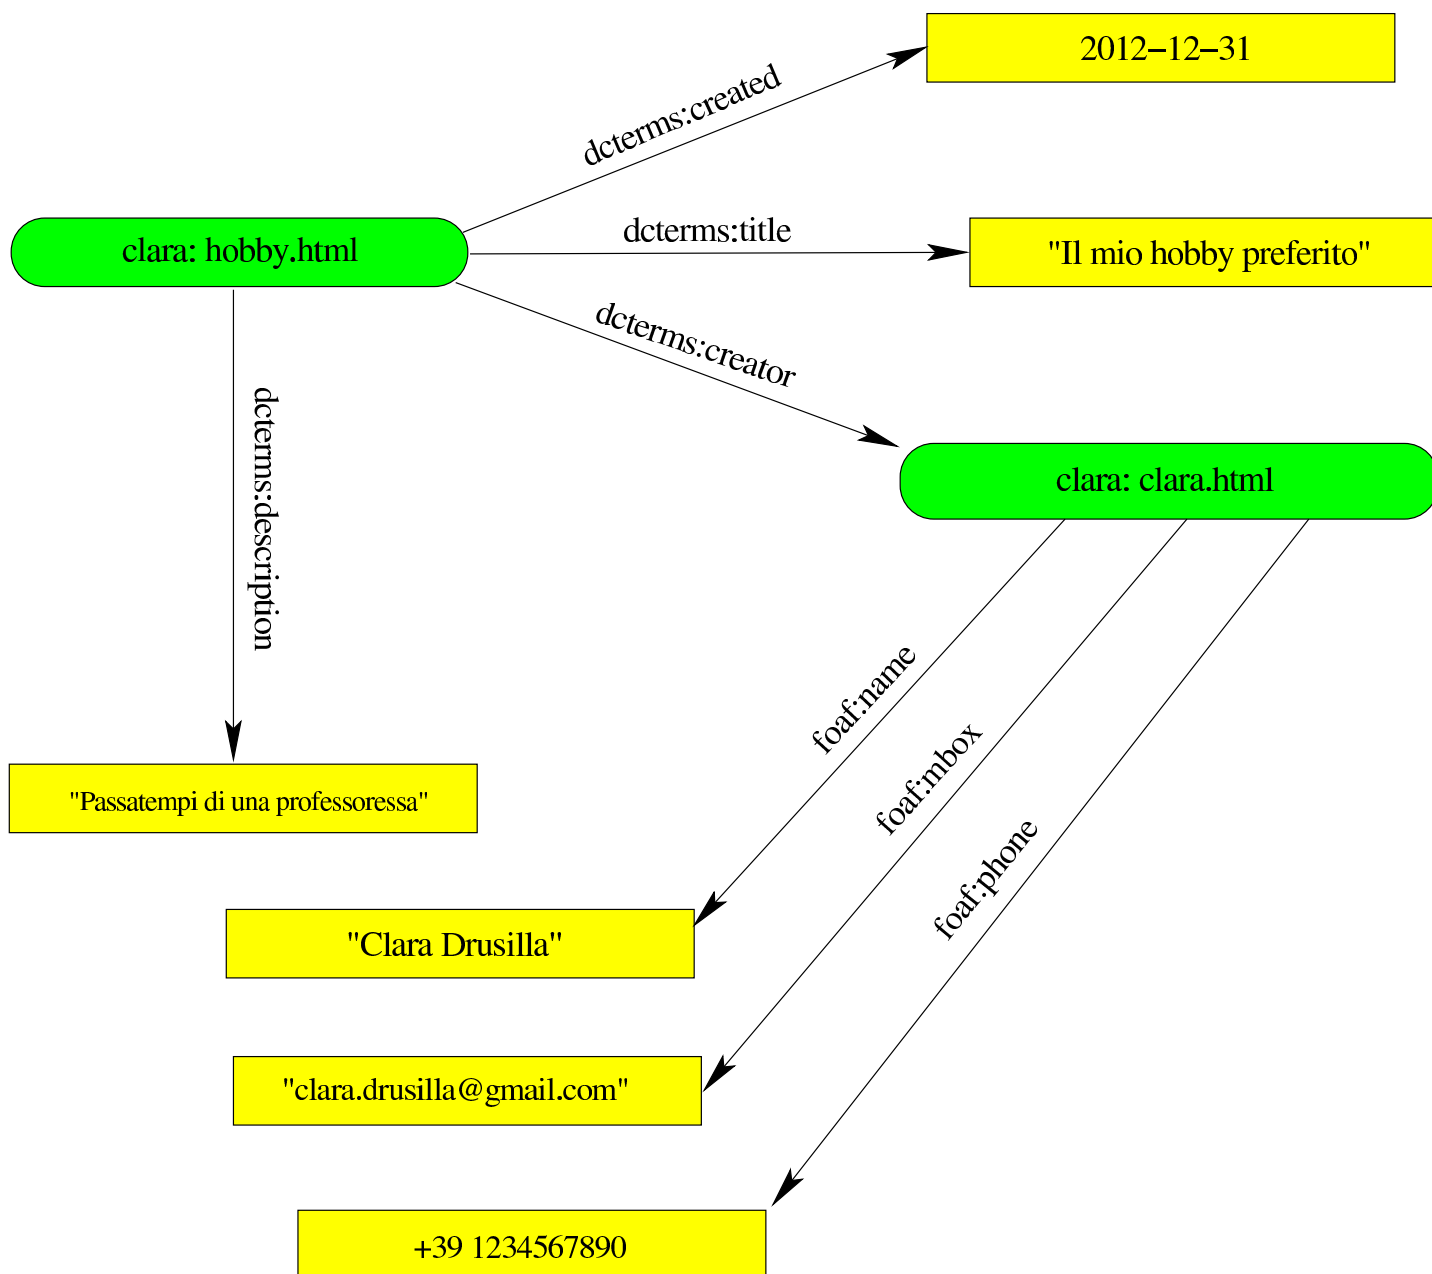 2012–12–31
dcterms:created
clara: hobby.html
dcterms:title
"Il mio hobby preferito"
dcterms:creator
clara: clara.html
dcterms:description
foaf:name
foaf:mbox
"Passatempi di una professoressa"
foaf:phone
"Clara Drusilla"
"clara.drusilla@gmail.com"
+39 1234567890